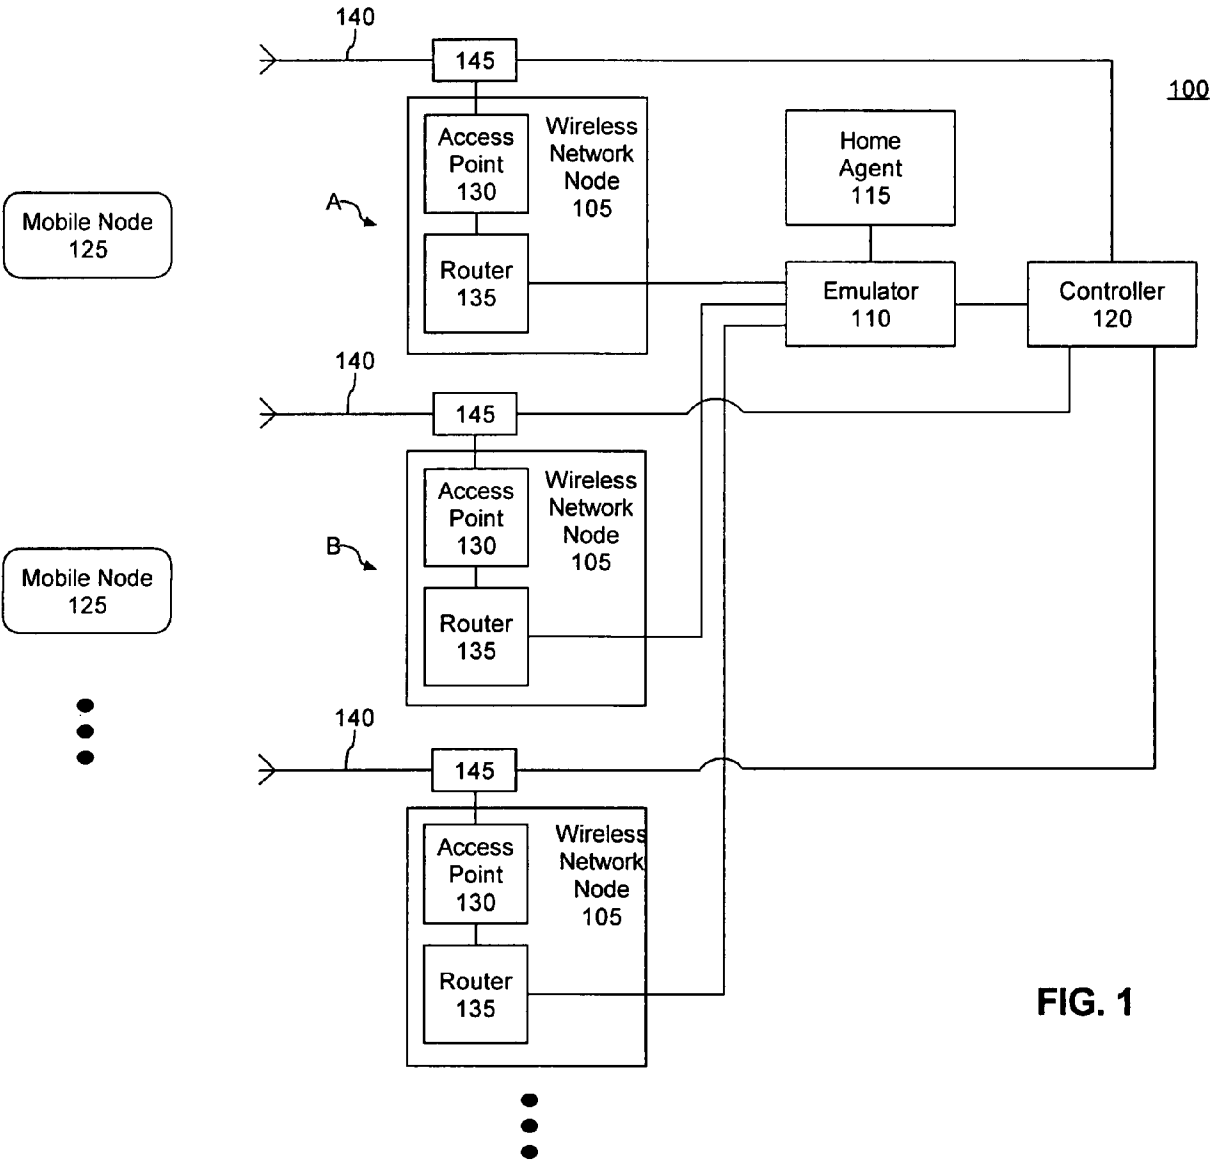 140
145
100
Access
Point
130
Wireless
Network
Node
105
Home
Agent
115
A
Mobile Node
125
Router
135
Emulator
110
Controller
120
140
145
Access
Point
130
Wireless
Network
Node
105
B
Mobile Node
125
Router
135
140
145
Access
Point
130
Wireless
Network
Node
105
Router
135
FIG. 1